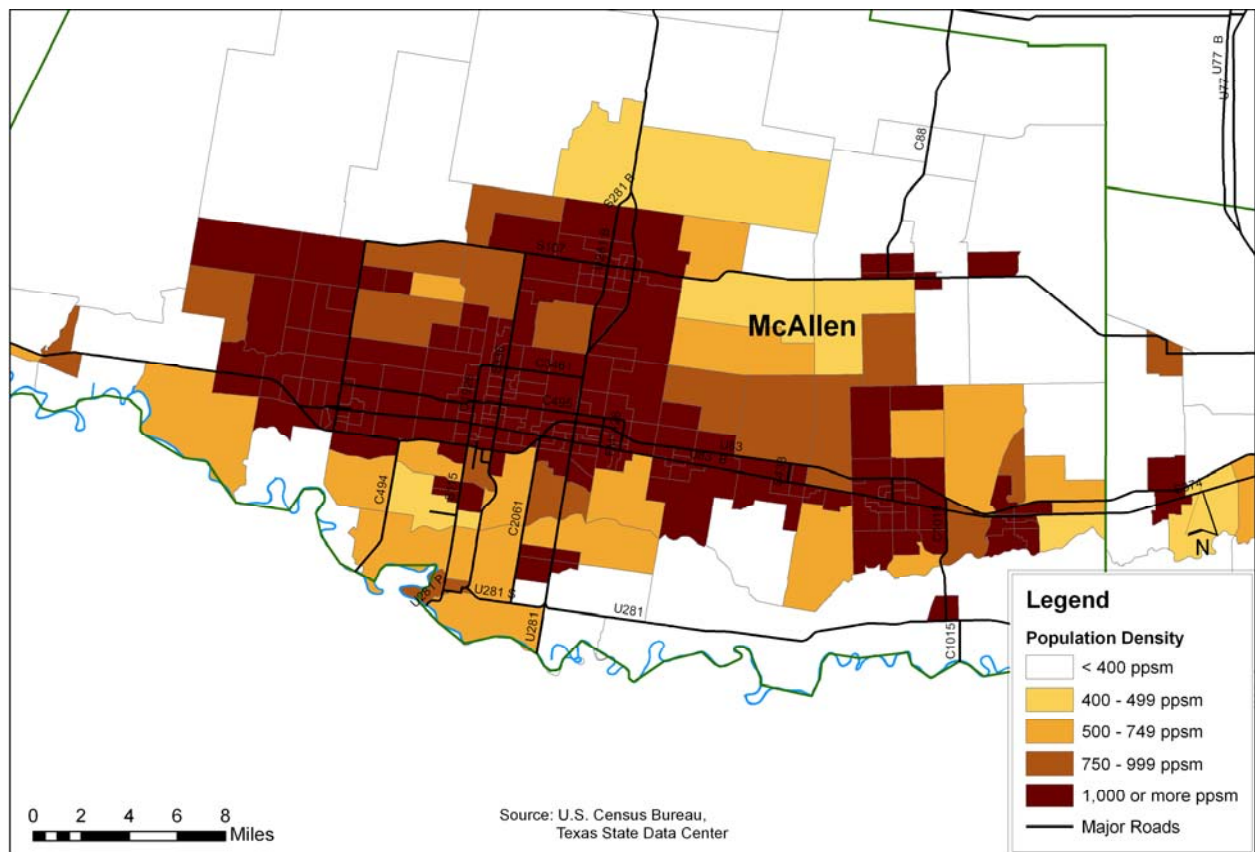 U77 B
U77
C88
S281 B
S107
McAllen
C494
C495
U83
C2061
U281 S
U281
U281
C1015
N
Legend
Population Density
< 400 ppsm
400 - 499 ppsm
500 - 749 ppsm
750 - 999 ppsm
1,000 or more ppsm
Major Roads
0 2 4 6 8
Miles
Source: U.S. Census Bureau,
Texas State Data Center